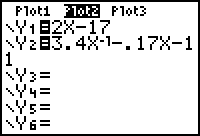 Plot1 Plot2 Plot3
\Y₁=2X-17
\Y₂=3.4X⁻¹-.17X-1
1
\Y₃=
\Y₄=
\Y₅=
\Y₆=